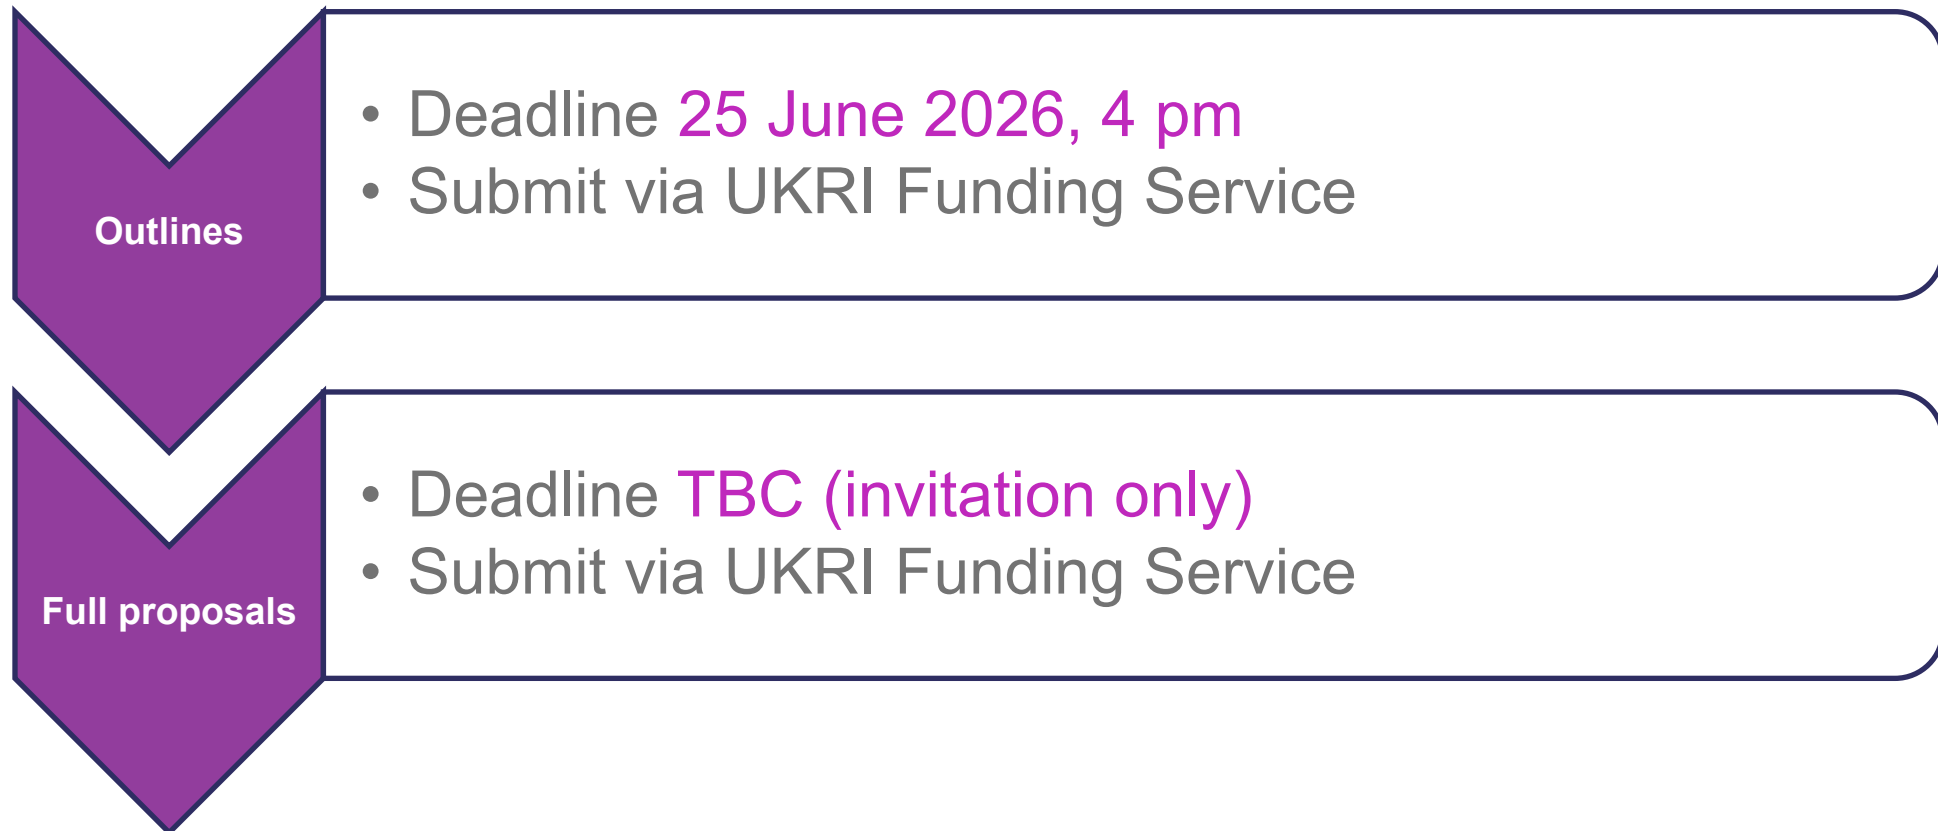 Outlines
• Deadline 25 June 2026, 4 pm
• Submit via UKRI Funding Service
Full proposals
• Deadline TBC (invitation only)
• Submit via UKRI Funding Service